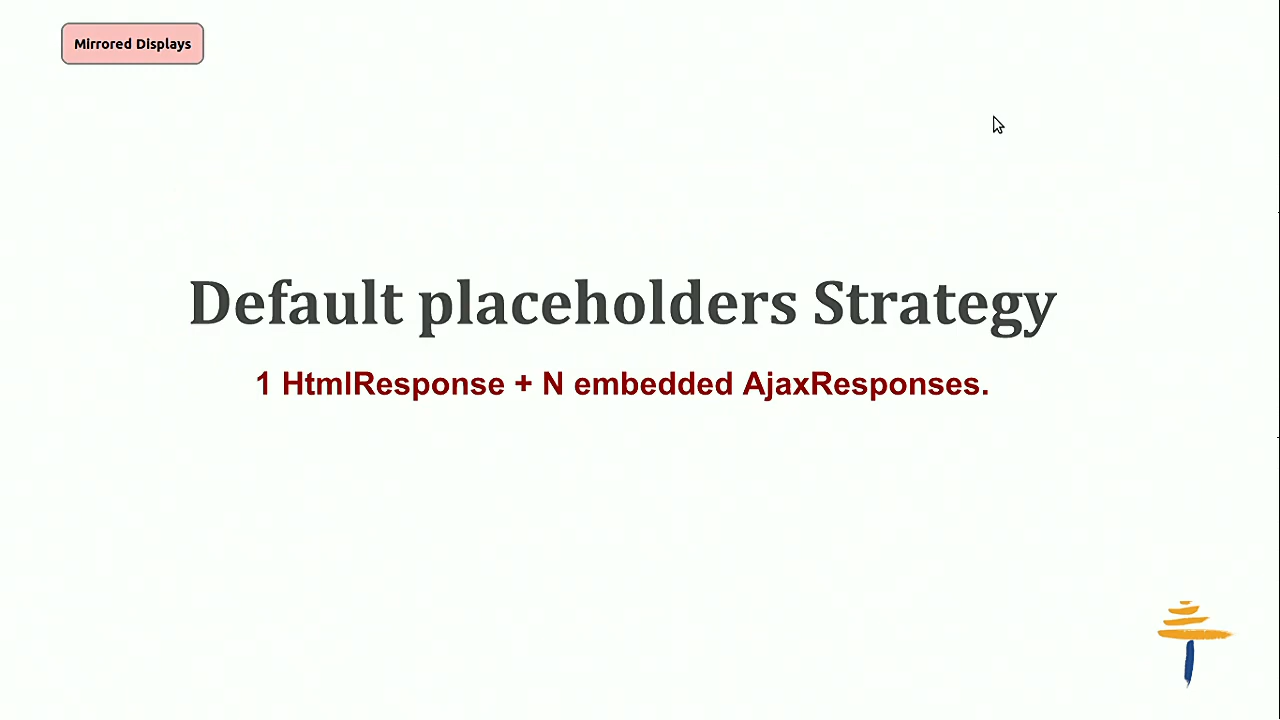 Mirrored Displays
Default placeholders Strategy
1 HtmlResponse + N embedded AjaxResponses.